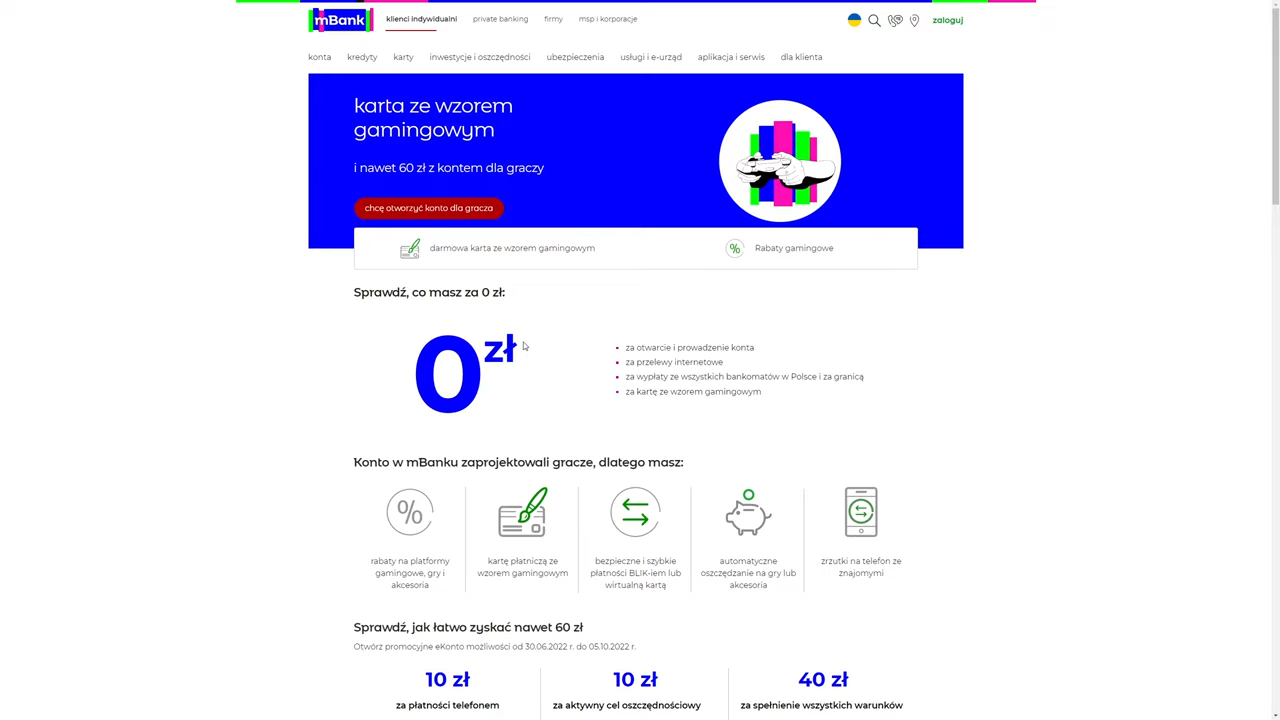 mBank
klienci indywidualni private banking firmy msp i korporacje
zaloguj
konta kredyty karty inwestycje i oszczędności ubezpieczenia usługi i e-urząd aplikacja i serwis dla klienta
karta ze wzorem
gamingowym
i nawet 60 zł z kontem dla graczy
chcę otworzyć konto dla gracza
darmowa karta ze wzorem gamingowym
% Rabaty gamingowe
Sprawdź, co masz za 0 zł:
0 zł
za otwarcie i prowadzenie konta
za przelewy internetowe
za wypłaty ze wszystkich bankomatów w Polsce i za granicą
za kartę ze wzorem gamingowym
Konto w mBanku zaprojektowali gracze, dlatego masz:
%
rabaty na platformy
gamingowe, gry i
akcesoria
kartę płatniczą ze
wzorem gamingowym
bezpieczne i szybkie
płatności BLIK-iem lub
wirtualną kartą
automatyczne
oszczędzanie na gry lub
akcesoria
zrzutki na telefon ze
znajomymi
Sprawdź, jak łatwo zyskać nawet 60 zł
Otwórz promocyjne eKonto możliwości od 30.06.2022 r. do 05.10.2022 r.
10 zł
za płatności telefonem
10 zł
za aktywny cel oszczędnościowy
40 zł
za spełnienie wszystkich warunków